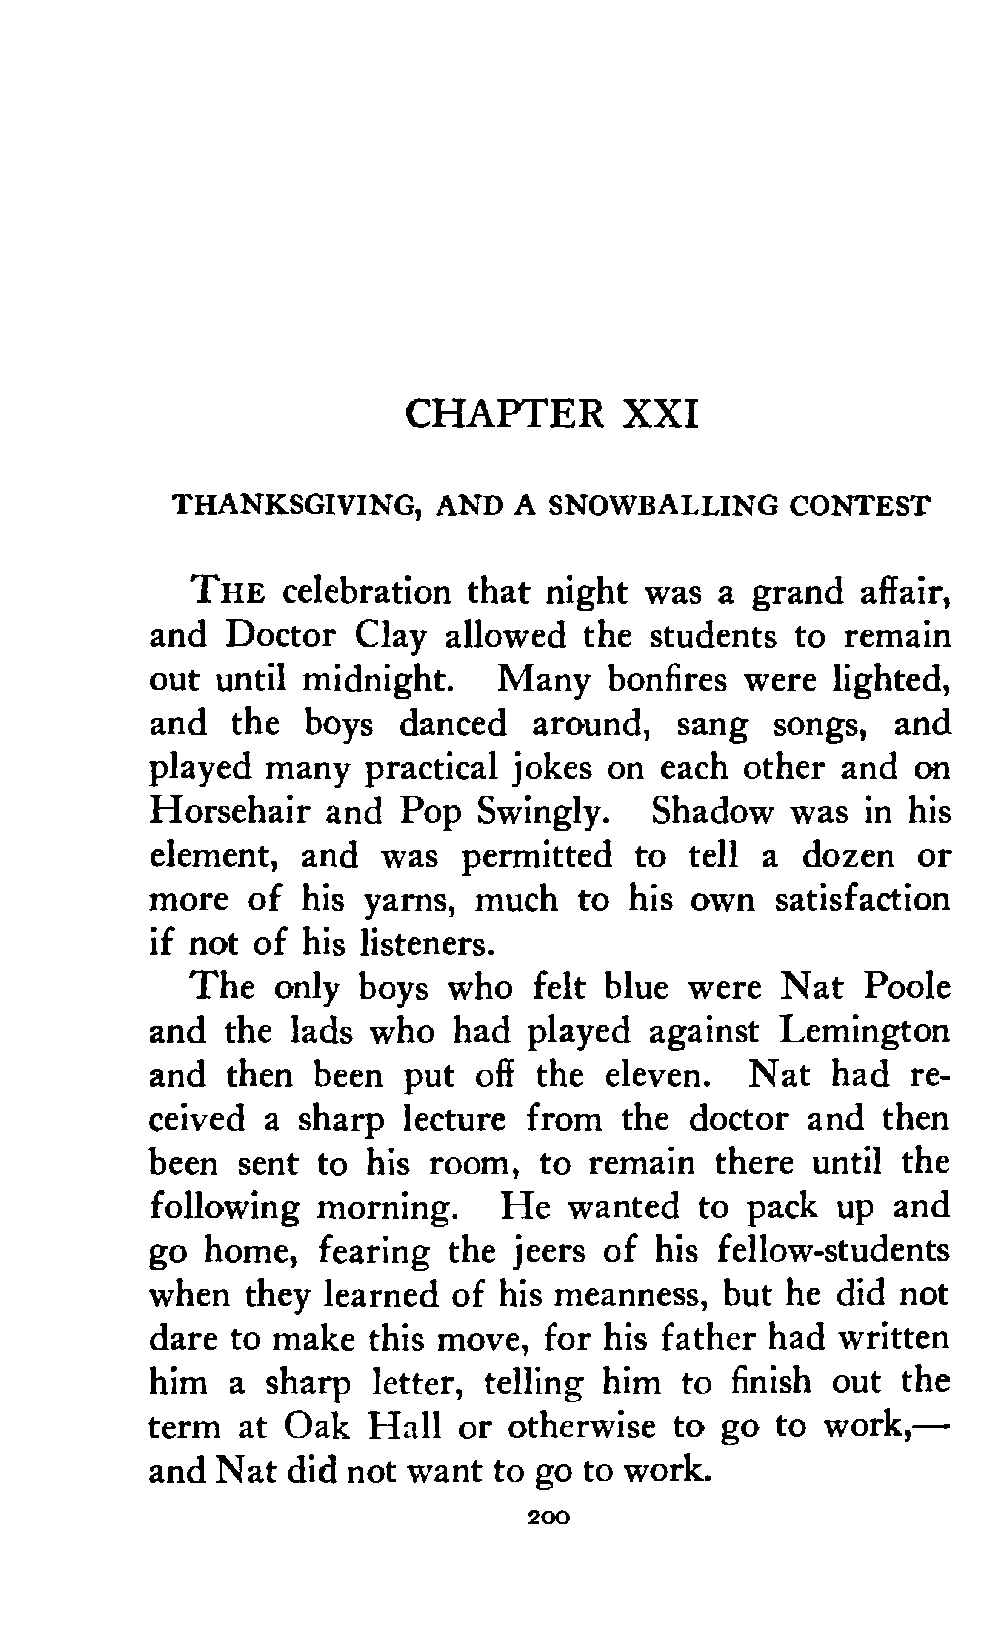 CHAPTER XXI
THANKSGIVING, AND A SNOWBALLING CONTEST
THE celebration that night was a grand affair,
and Doctor Clay allowed the students to remain
out until midnight. Many bonfires were lighted,
and the boys danced around, sang songs, and
played many practical jokes on each other and on
Horsehair and Pop Swingly. Shadow was in his
element, and was permitted to tell a dozen or
more of his yarns, much to his own satisfaction
if not of his listeners.
The only boys who felt blue were Nat Poole
and the lads who had played against Lemington
and then been put off the eleven. Nat had re-
ceived a sharp lecture from the doctor and then
been sent to his room, to remain there until the
following morning. He wanted to pack up and
go home, fearing the jeers of his fellow-students
when they learned of his meanness, but he did not
dare to make this move, for his father had written
him a sharp letter, telling him to finish out the
term at Oak Hall or otherwise to go to work,—
and Nat did not want to go to work.
200